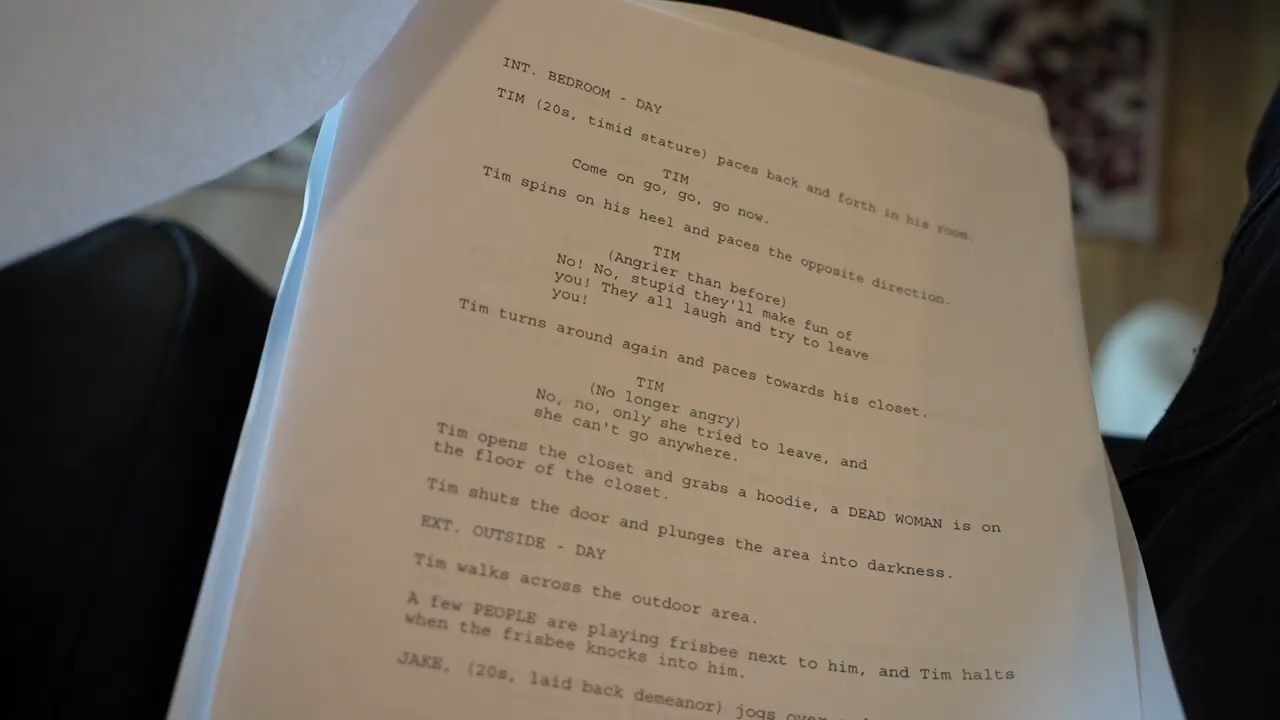 INT. BEDROOM - DAY
TIM (20s, timid stature) paces back and forth in his room.
TIM
Come on go, go, go now.
Tim spins on his heel and paces the opposite direction.
TIM
(Angrier than before)
No! No, stupid they'll make fun of
you! They all laugh and try to leave
you!
Tim turns around again and paces towards his closet.
TIM
(No longer angry)
No, no, only she tried to leave, and
she can't go anywhere.
Tim opens the closet and grabs a hoodie, a DEAD WOMAN is on
the floor of the closet.
Tim shuts the door and plunges the area into darkness.
EXT. OUTSIDE - DAY
Tim walks across the outdoor area.
A few PEOPLE are playing frisbee next to him, and Tim halts
when the frisbee knocks into him.
JAKE, (20s, laid back demeanor) jogs over